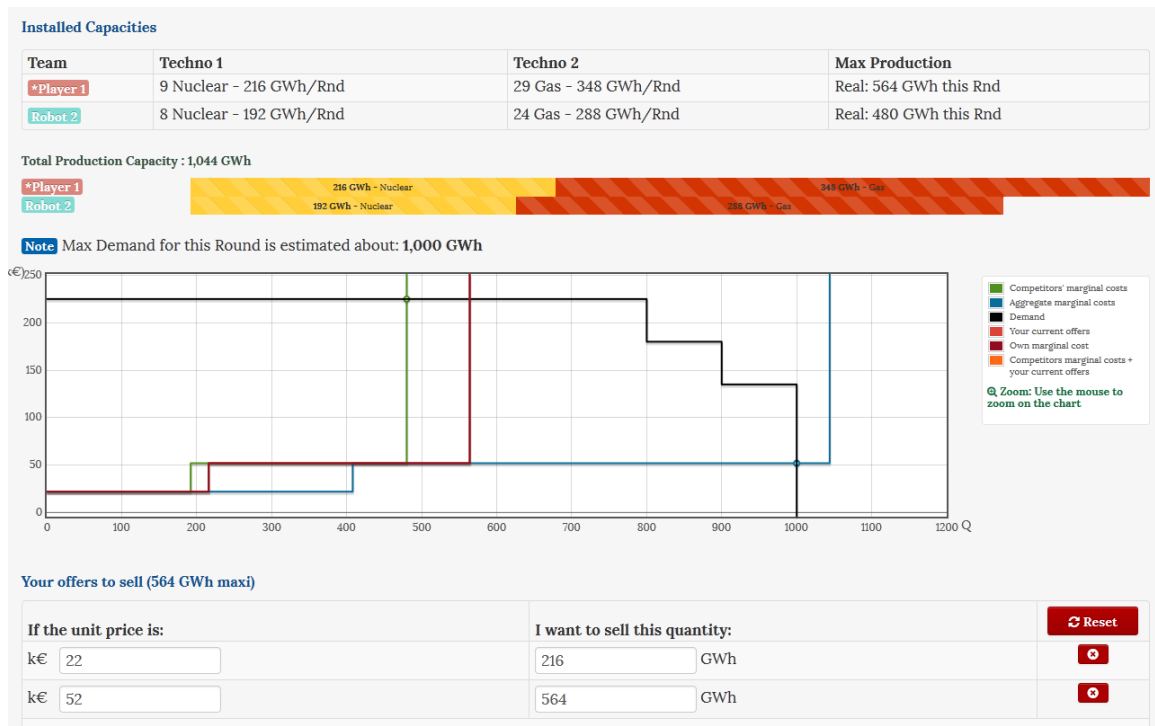 Installed Capacities
Team Techno 1 Techno 2 Max Production
*Player 1 9 Nuclear - 216 GWh/Rnd 29 Gas - 348 GWh/Rnd Real: 564 GWh this Rnd
Robot 2 8 Nuclear - 192 GWh/Rnd 24 Gas - 288 GWh/Rnd Real: 480 GWh this Rnd
Total Production Capacity : 1,044 GWh
*Player 1 216 GWh - Nuclear 348 GWh - Gas
Robot 2 192 GWh - Nuclear 288 GWh - Gas
Note Max Demand for this Round is estimated about: 1,000 GWh
k€)
250
200
150
100
50
0
0 100 200 300 400 500 600 700 800 900 1000 1100 1200 Q
Competitors' marginal costs
Aggregate marginal costs
Demand
Your current offers
Own marginal cost
Competitors marginal costs +
your current offers
Zoom: Use the mouse to
zoom on the chart
Your offers to sell (564 GWh maxi)
If the unit price is: I want to sell this quantity: Reset
k€ 22 216 GWh
k€ 52 564 GWh